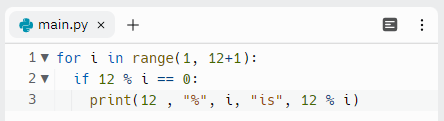 main.py × +
1 for i in range(1, 12+1):
2   if 12 % i == 0:
3     print(12 , "%", i, "is", 12 % i)